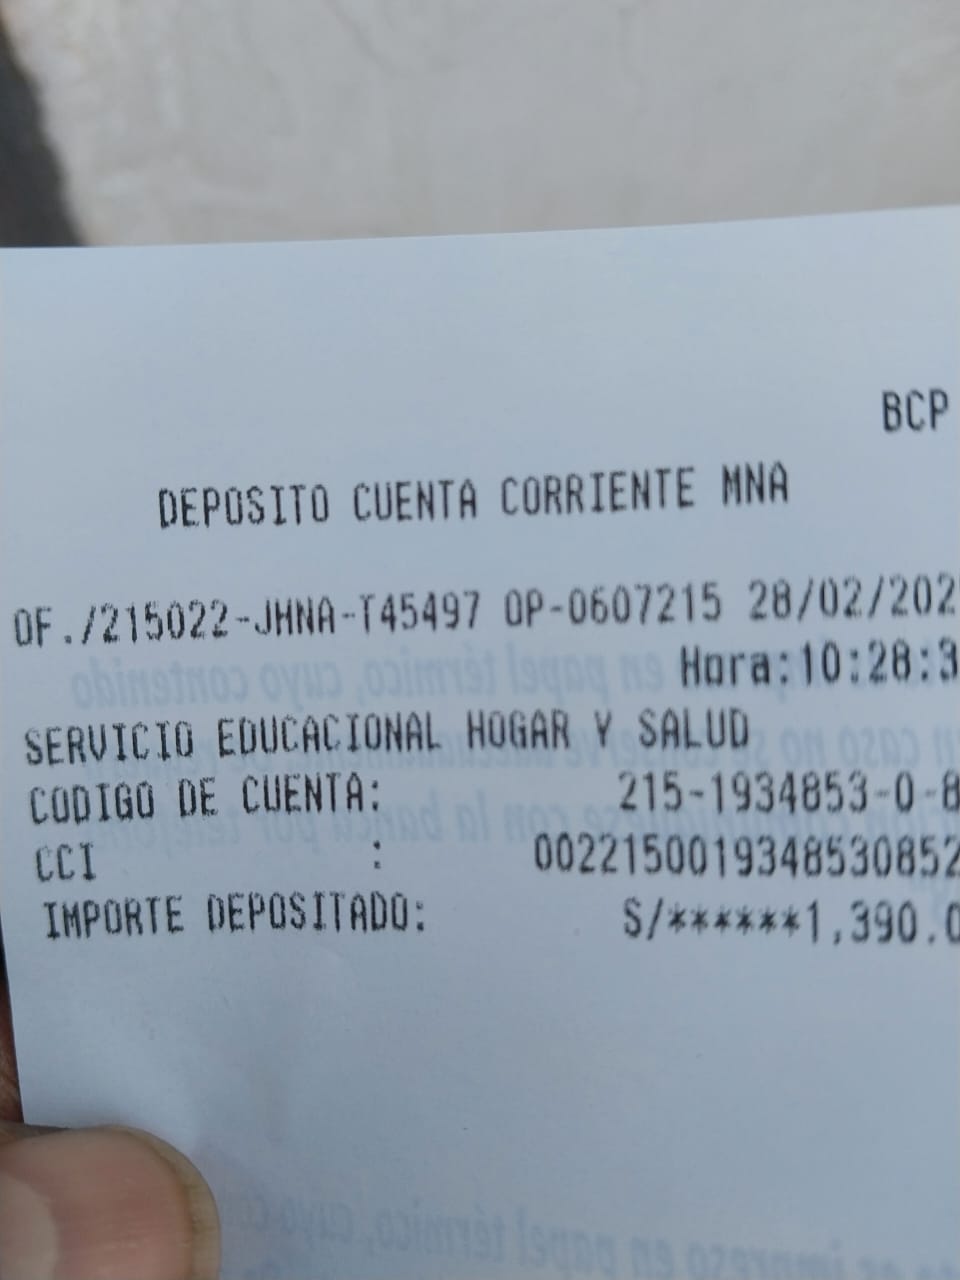 BCP
DEPOSITO CUENTA CORRIENTE MNA
OF./215022-JHNA-T45497 OP-0607215 28/02/202
Hora:10:28:3
SERVICIO EDUCACIONAL HOGAR Y SALUD
CODIGO DE CUENTA: 215-1934853-0-8
CCI : 0022150019348530852
IMPORTE DEPOSITADO: S/******1,390.0